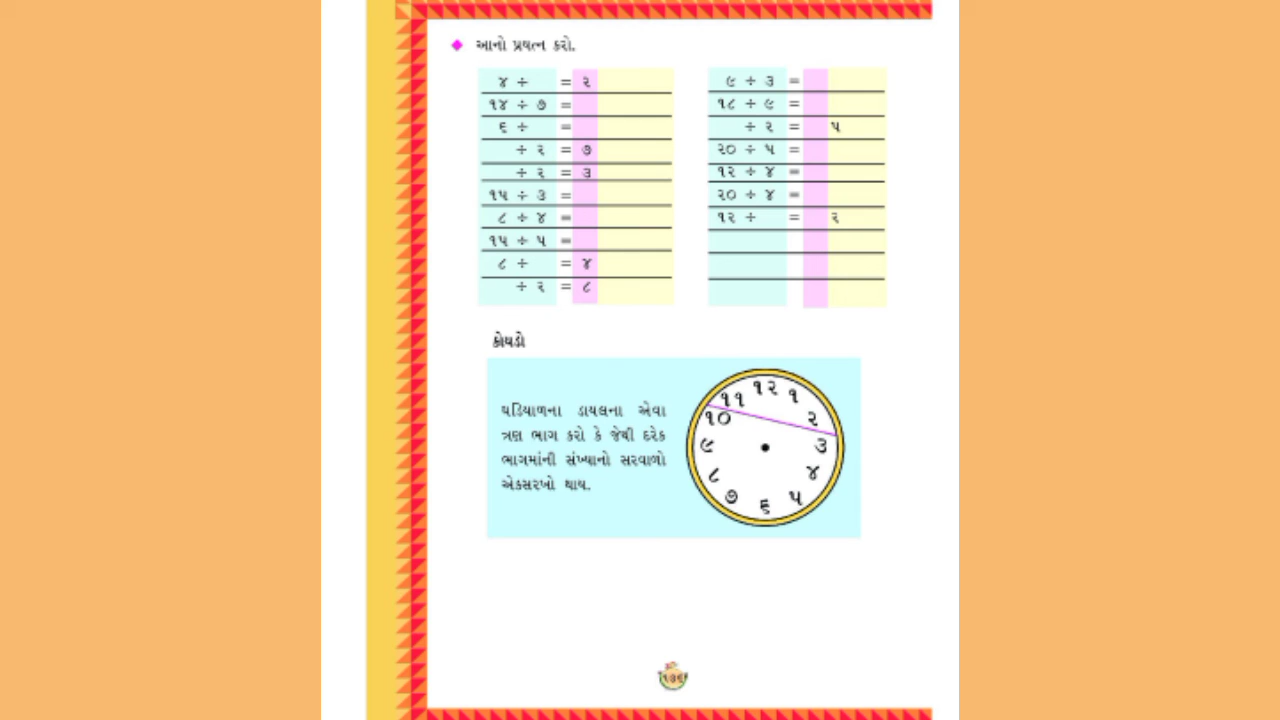 આનો પ્રયત્ન કરો.
૪ ÷ = ૨
૧૪ ÷ ૭ =
૬ ÷ =
÷ ૨ = ૭
÷ ૨ = ૩
૧૫ ÷ ૩ =
૮ ÷ ૪ =
૧૫ ÷ ૫ =
૮ ÷ = ૪
÷ ૨ = ૮
૯ ÷ ૩ =
૧૮ ÷ ૯ =
÷ ૨ = ૫
૨૦ ÷ ૫ =
૧૨ ÷ ૪ =
૨૦ ÷ ૪ =
૧૨ ÷ = ૨
કોયડો
ઘડિયાળના ડાયલના એવા
ત્રણ ભાગ કરો કે જેથી દરેક
ભાગમાંની સંખ્યાનો સરવાળો
એકસરખો થાય.
૧૨
૧
૨
૩
૪
૫
૬
૭
૮
૯
૧૦
૧૧